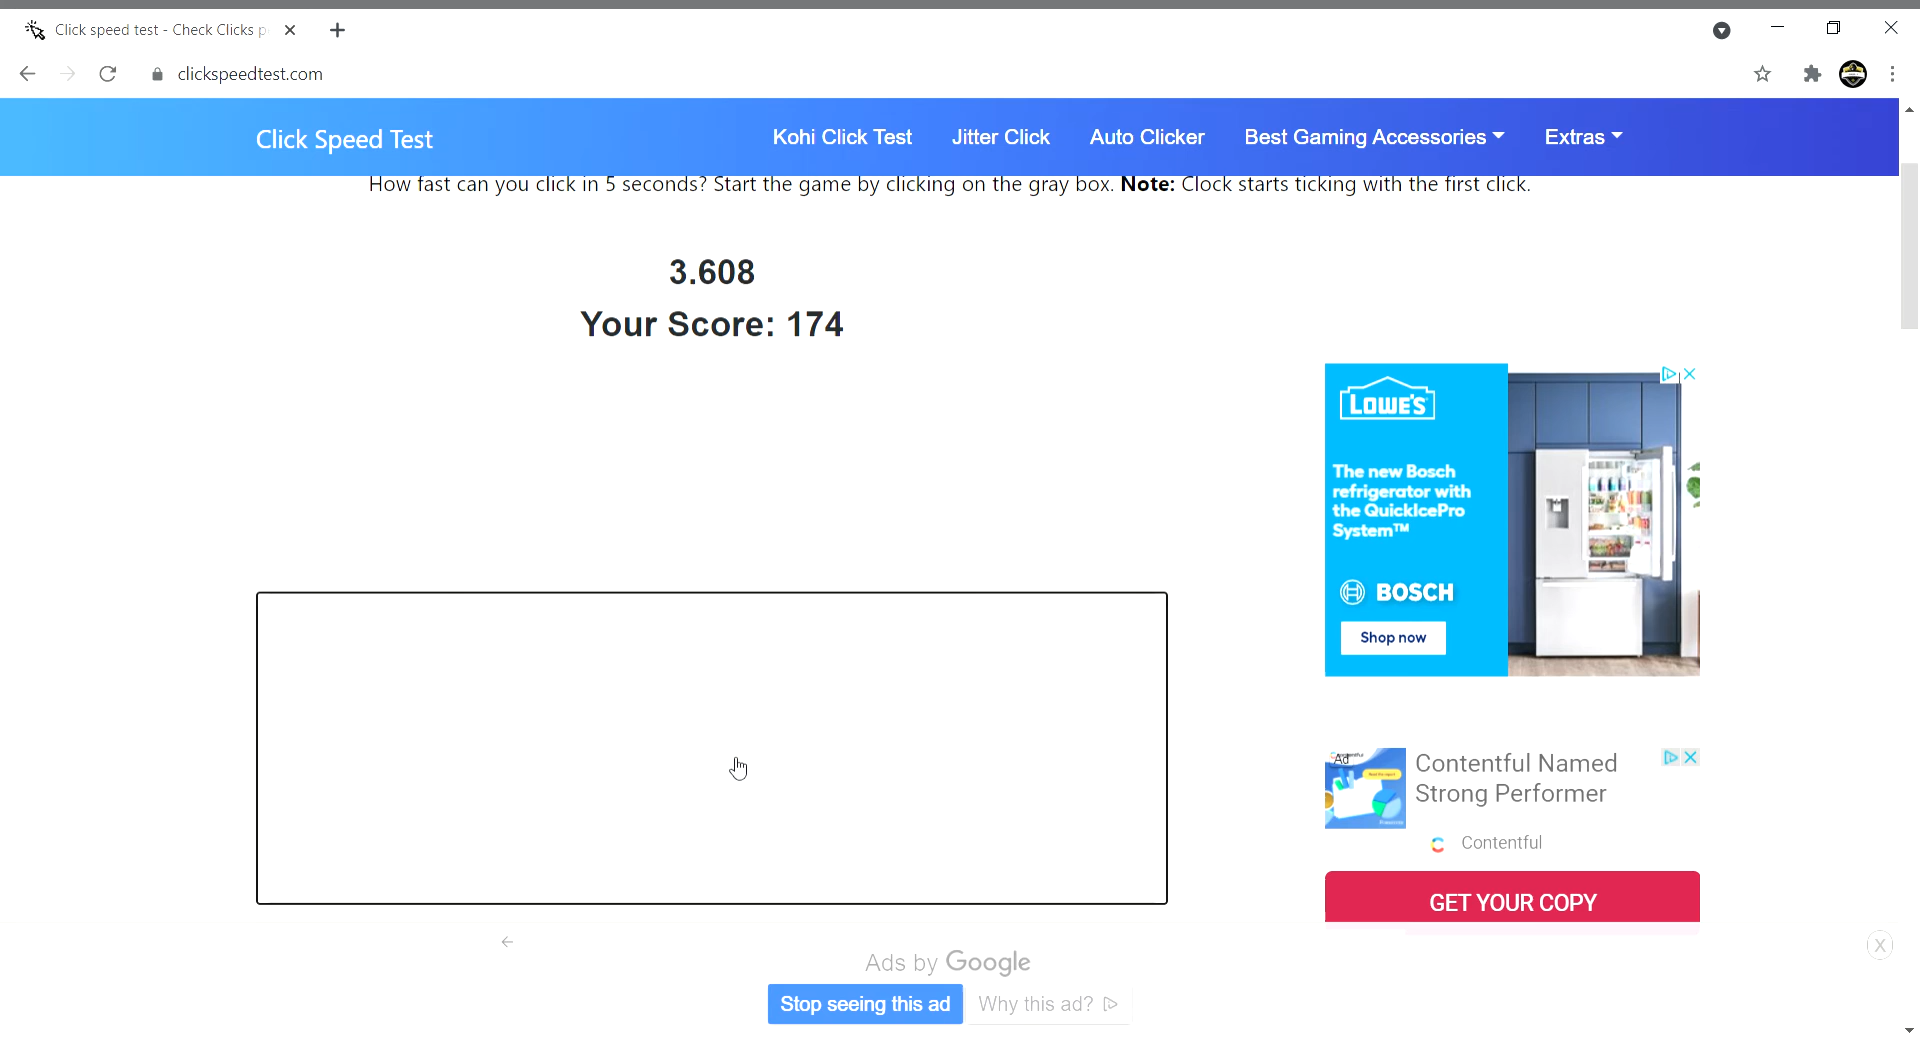 Click speed test - Check Clicks p
clickspeedtest.com
Click Speed Test
Kohi Click Test
Jitter Click
Auto Clicker
Best Gaming Accessories
Extras
How fast can you click in 5 seconds? Start the game by clicking on the gray box. Note: Clock starts ticking with the first click.
3.608
Your Score: 174
LOWE'S
The new Bosch
refrigerator with
the QuickIcePro
System™
BOSCH
Shop now
Ad
Contentful Named
Strong Performer
Contentful
GET YOUR COPY
Ads by Google
Stop seeing this ad
Why this ad?
X